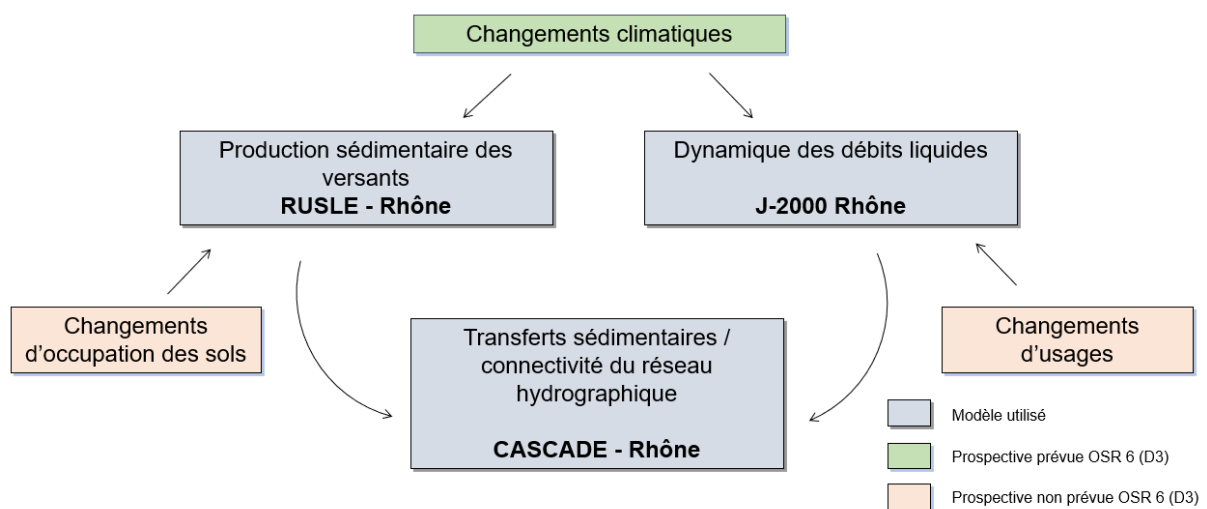 Changements climatiques
Production sédimentaire des
versants
RUSLE - Rhône
Dynamique des débits liquides
J-2000 Rhône
Changements
d’occupation des sols
Transferts sédimentaires /
connectivité du réseau
hydrographique
CASCADE - Rhône
Changements
d’usages
Modèle utilisé
Prospective prévue OSR 6 (D3)
Prospective non prévue OSR 6 (D3)